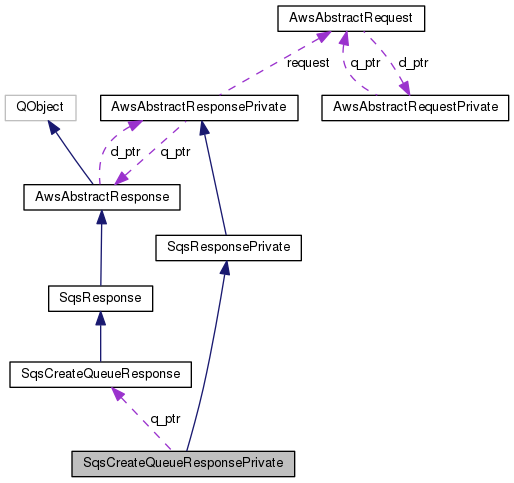 AwsAbstractRequest
request
q_ptr
d_ptr
QObject
AwsAbstractResponsePrivate
AwsAbstractRequestPrivate
d_ptr
q_ptr
AwsAbstractResponse
SqsResponsePrivate
SqsResponse
SqsCreateQueueResponse
q_ptr
SqsCreateQueueResponsePrivate